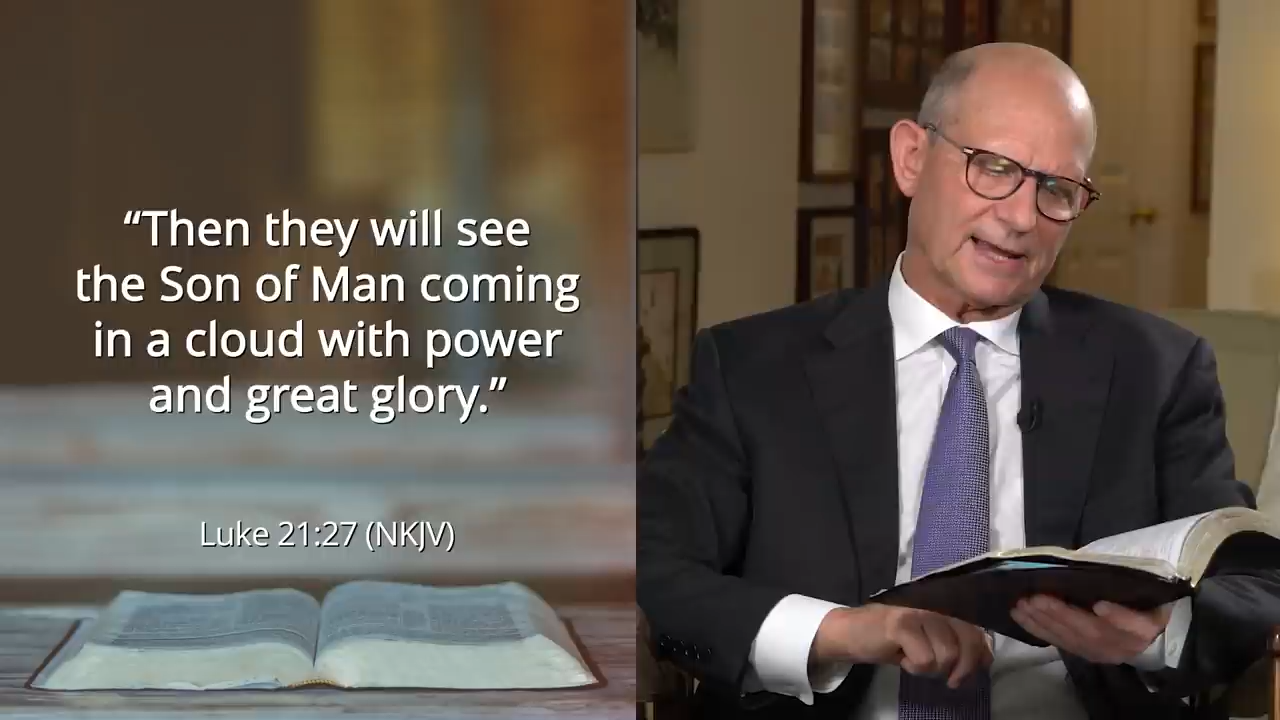 “Then they will see
the Son of Man coming
in a cloud with power
and great glory.”
Luke 21:27 (NKJV)